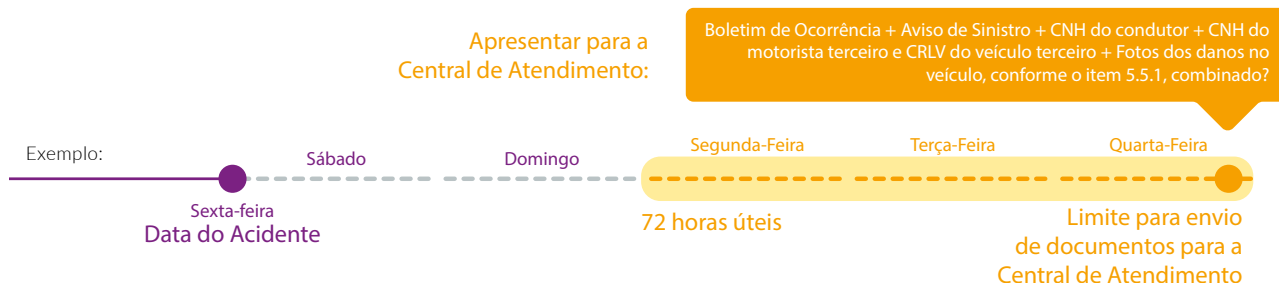 Apresentar para a
Central de Atendimento:
Boletim de Ocorrência + Aviso de Sinistro + CNH do condutor + CNH do
motorista terceiro e CRLV do veículo terceiro + Fotos dos danos no
veículo, conforme o item 5.5.1, combinado?
Exemplo:
Sábado
Domingo
Segunda-Feira
Terça-Feira
Quarta-Feira
Sexta-feira
Data do Acidente
72 horas úteis
Limite para envio
de documentos para a
Central de Atendimento